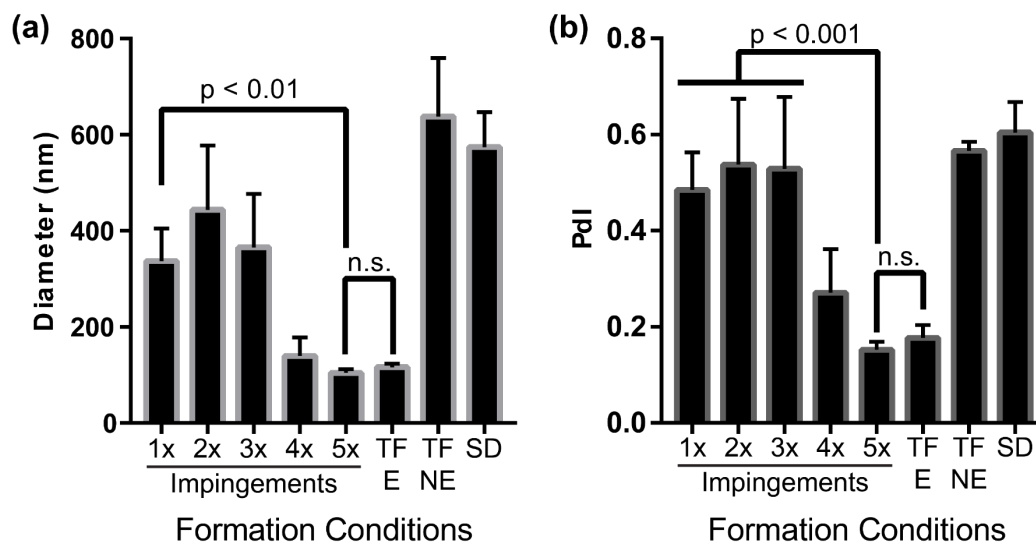 (a)
800
600
400
200
0
Diameter (nm)
p < 0.01
n.s.
1x 2x 3x 4x 5x TF TF SD
Impingements E NE
Formation Conditions
(b)
0.8
0.6
0.4
0.2
0.0
PdI
p < 0.001
n.s.
1x 2x 3x 4x 5x TF TF SD
Impingements E NE
Formation Conditions